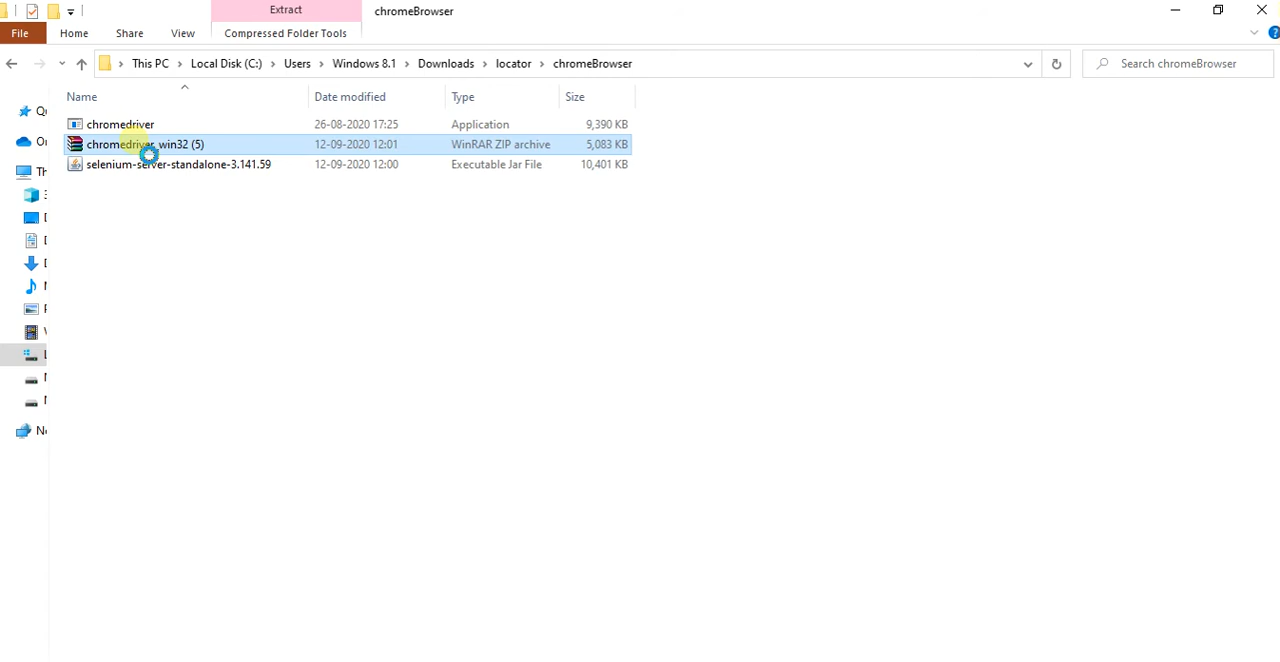 Extract
chromeBrowser
File
Home
Share
View
Compressed Folder Tools
This PC
Local Disk (C:)
Users
Windows 8.1
Downloads
locator
chromeBrowser
Search chromeBrowser
Name
Date modified
Type
Size
chromedriver
26-08-2020 17:25
Application
9,390 KB
chromedriver_win32 (5)
12-09-2020 12:01
WinRAR ZIP archive
5,083 KB
selenium-server-standalone-3.141.59
12-09-2020 12:00
Executable Jar File
10,401 KB